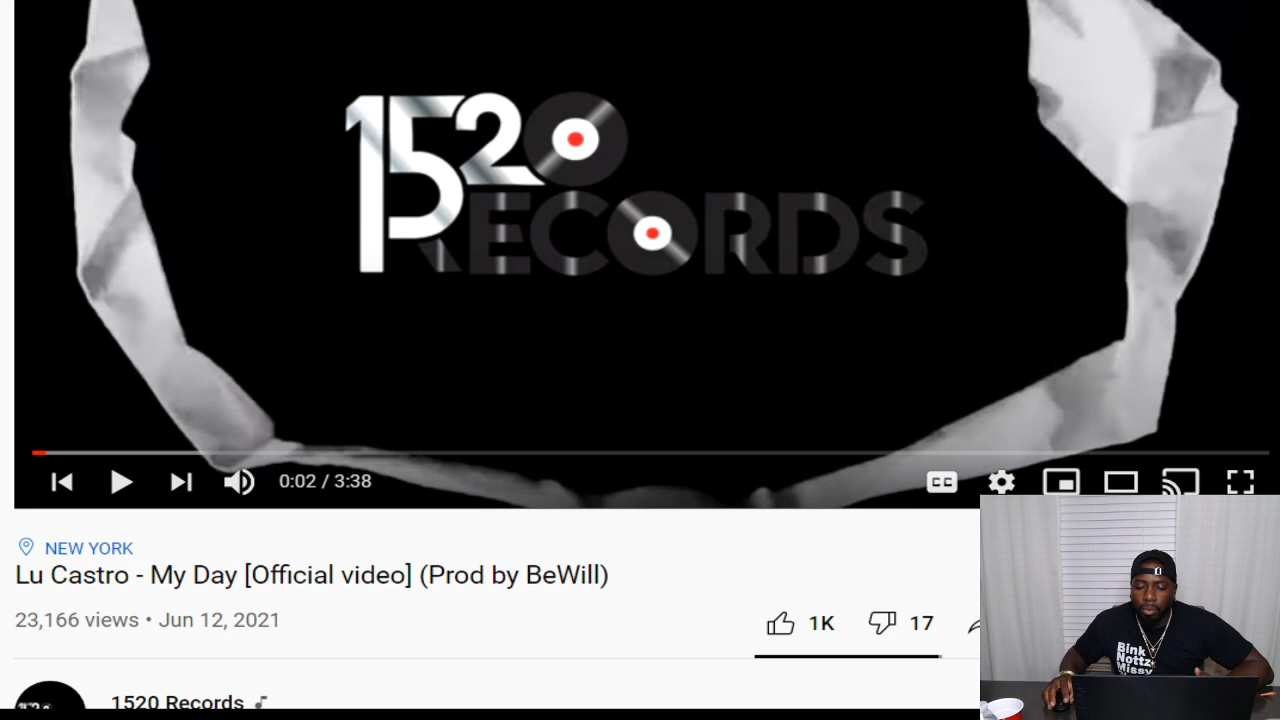 1520
RECORDS
0:02 / 3:38
CC
NEW YORK
Lu Castro - My Day [Official video] (Prod by BeWill)
23,166 views • Jun 12, 2021
1K
17
Bink
Nottz
Missy
1520 Records